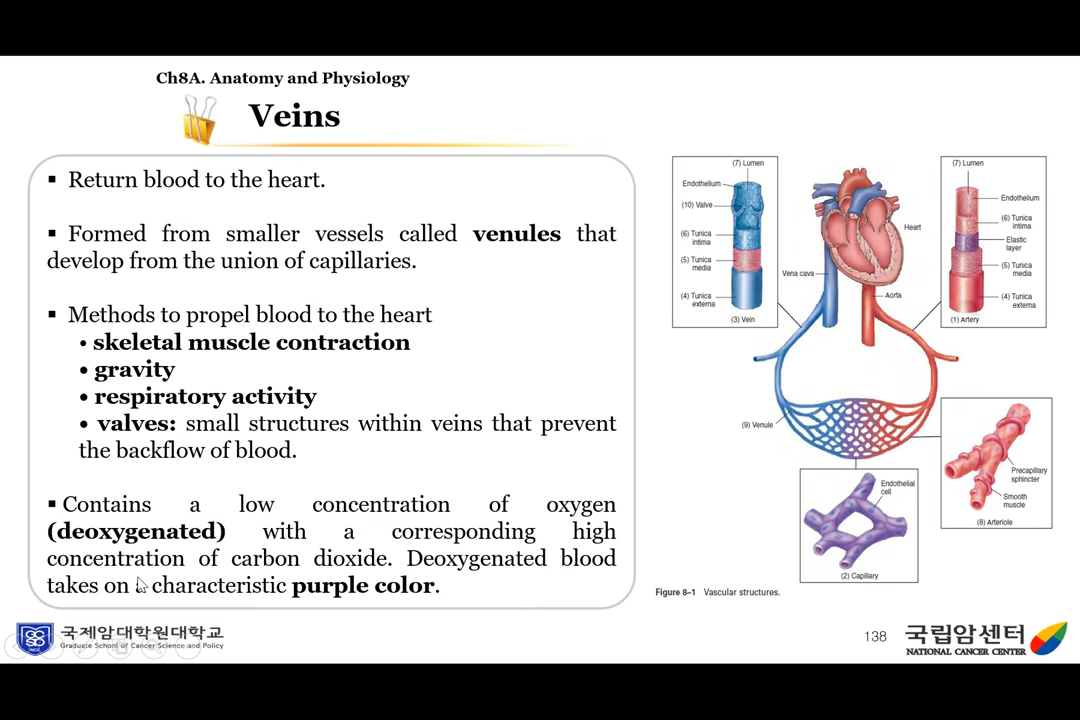 Ch8A. Anatomy and Physiology
Veins
▪ Return blood to the heart.
▪ Formed from smaller vessels called venules that
develop from the union of capillaries.
▪ Methods to propel blood to the heart
• skeletal muscle contraction
• gravity
• respiratory activity
• valves: small structures within veins that prevent
the backflow of blood.
▪ Contains a low concentration of oxygen
(deoxygenated) with a corresponding high
concentration of carbon dioxide. Deoxygenated blood
takes on a characteristic purple color.
(7) Lumen
Endothelium
(10) Valve
(6) Tunica
intima
(5) Tunica
media
(4) Tunica
externa
(3) Vein
Heart
Vena cava
Aorta
(7) Lumen
Endothelium
(6) Tunica
intima
Elastic
layer
(5) Tunica
media
(4) Tunica
externa
(1) Artery
(9) Venule
Endothelial
cell
(2) Capillary
Precapillary
sphincter
Smooth
muscle
(8) Arteriole
Figure 8–1 Vascular structures.
NCC
국제암대학원대학교
Graduate School of Cancer Science and Policy
138
국립암센터
NATIONAL CANCER CENTER